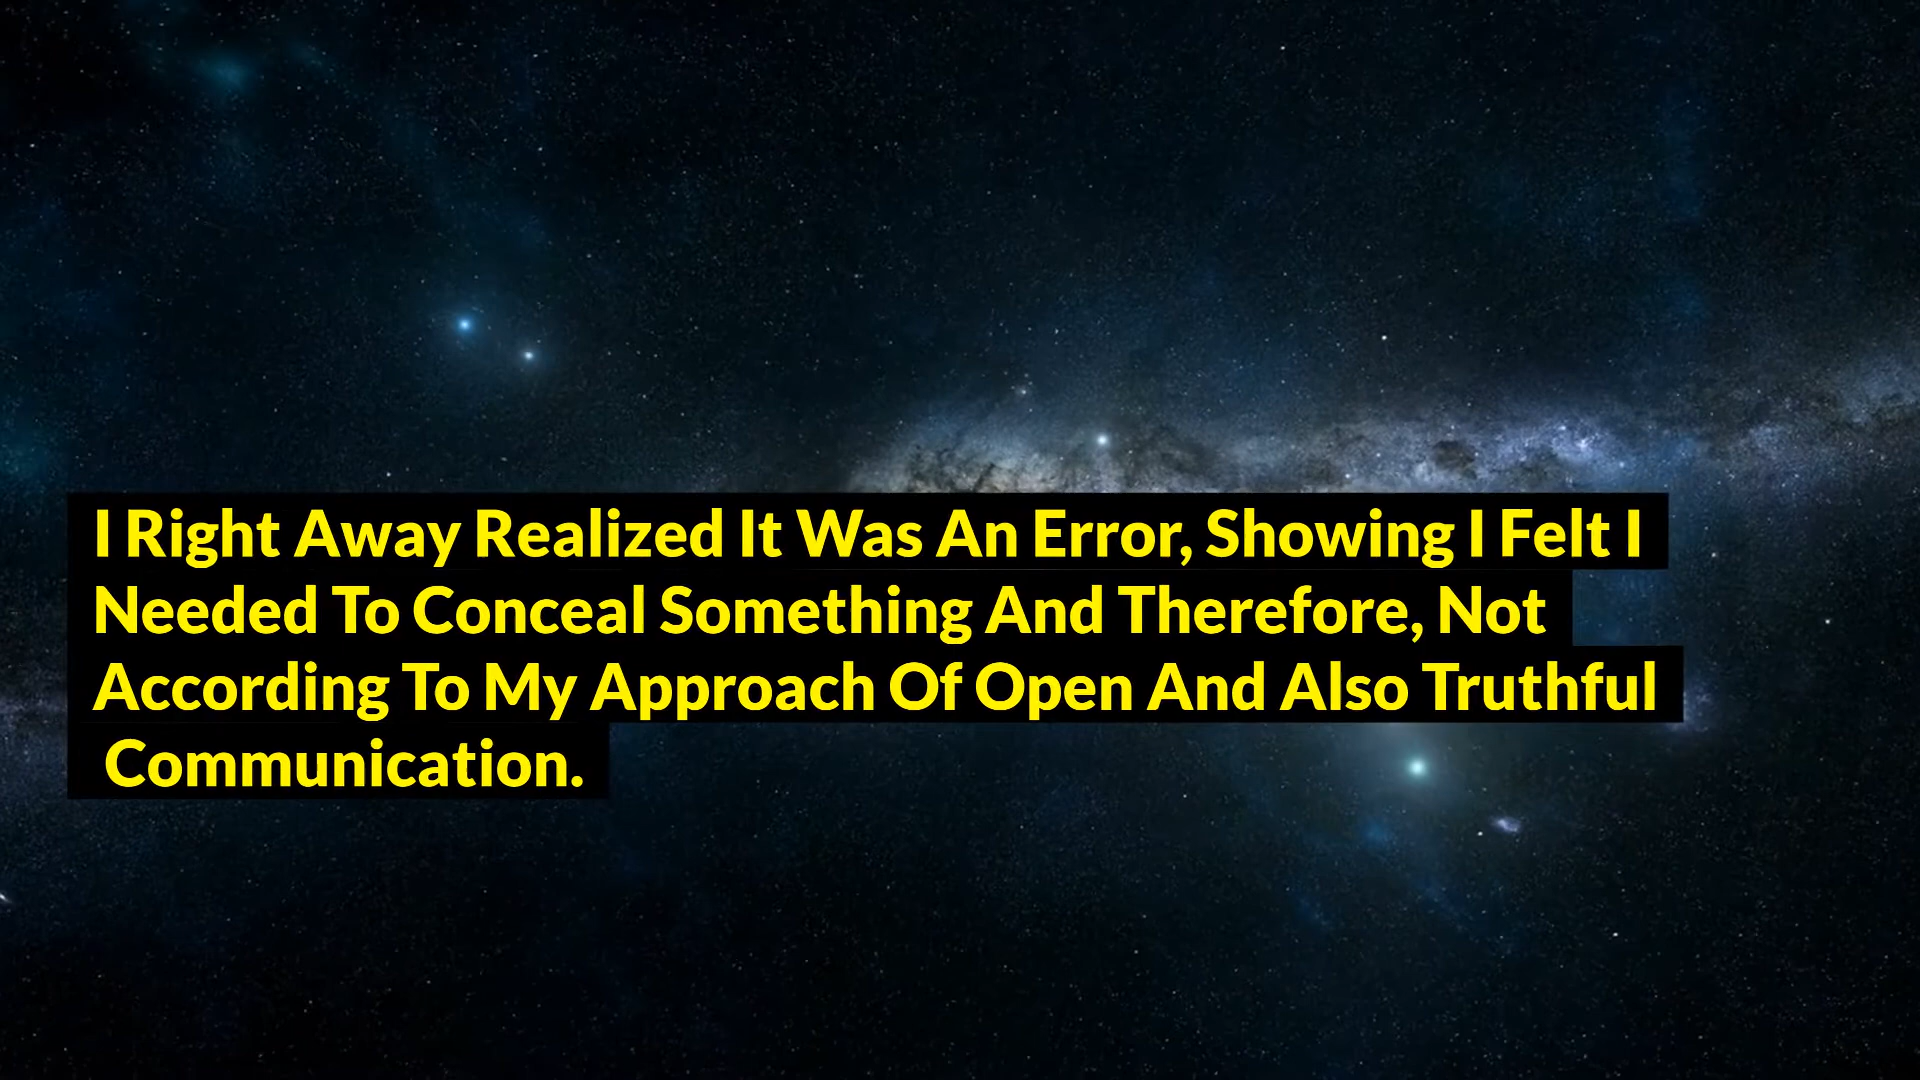 I Right Away Realized It Was An Error, Showing I Felt I
Needed To Conceal Something And Therefore, Not
According To My Approach Of Open And Also Truthful
Communication.